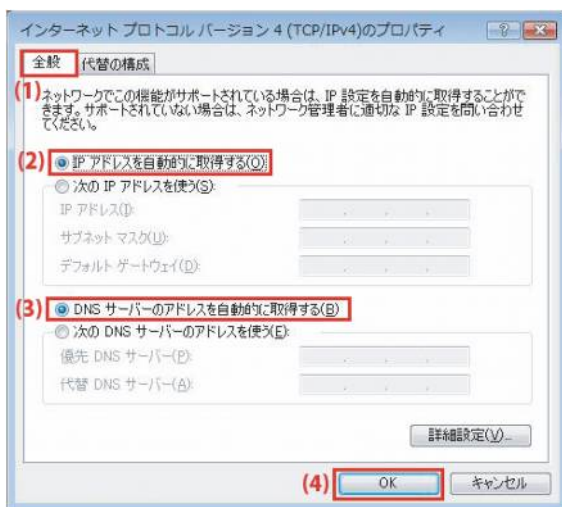 インターネット プロトコル バージョン 4 (TCP/IPv4)のプロパティ
全般 代替の構成
(1)
ネットワークでこの機能がサポートされている場合は、IP 設定を自動的に取得することがで
きます。サポートされていない場合は、ネットワーク管理者に適切な IP 設定を問い合わせ
てください。
(2) IP アドレスを自動的に取得する(O)
次の IP アドレスを使う(S):
IP アドレス(I):
サブネット マスク(U):
デフォルト ゲートウェイ(D):
(3) DNS サーバーのアドレスを自動的に取得する(B)
次の DNS サーバーのアドレスを使う(E):
優先 DNS サーバー(P):
代替 DNS サーバー(A):
詳細設定(V)...
(4) OK キャンセル